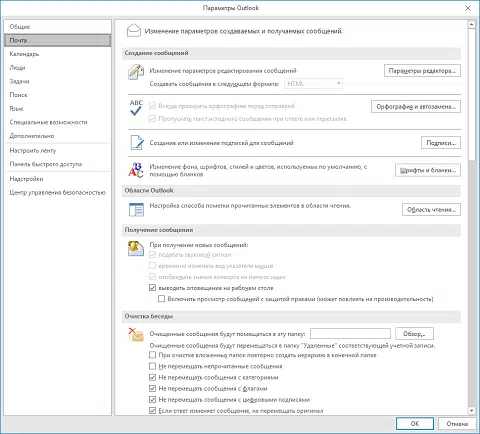 Параметры Outlook
Общие
Почта
Календарь
Люди
Задачи
Поиск
Язык
Специальные возможности
Дополнительно
Настроить ленту
Панель быстрого доступа
Надстройки
Центр управления безопасностью
Изменение параметров создаваемых и получаемых сообщений.
Создание сообщений
Изменение параметров редактирования сообщений
Параметры редактора...
Создавать сообщения в следующем формате: HTML
ABC
Всегда проверять орфографию перед отправкой
Орфография и автозамена...
Пропускать текст исходного сообщения при ответе или пересылке
Создание или изменение подписей для сообщений
Подписи...
Изменение фона, шрифтов, стилей и цветов, используемых по умолчанию, с
помощью бланков
Шрифты и бланки...
Области Outlook
Настройка способа пометки прочитанных элементов в области чтения.
Область чтения...
Получение сообщения
При получении новых сообщений:
подавать звуковой сигнал
временно изменять вид указателя мыши
отображать значок конверта на панели задач
выводить оповещение на рабочем столе
Включить просмотр сообщений с защитой правами (может повлиять на производительность)
Очистка беседы
Очищенные сообщения будут помещаться в эту папку:
Обзор...
Очищенные сообщения будут перемещаться в папку "Удаленные" соответствующей учетной записи.
При очистке вложенных папок повторно создать иерархию в конечной папке
Не перемещать непрочитанные сообщения
Не перемещать сообщения с категориями
Не перемещать сообщения с флагами
Не перемещать сообщения с цифровыми подписями
Если ответ изменяет сообщение, не перемещать оригинал
ОК
Отмена